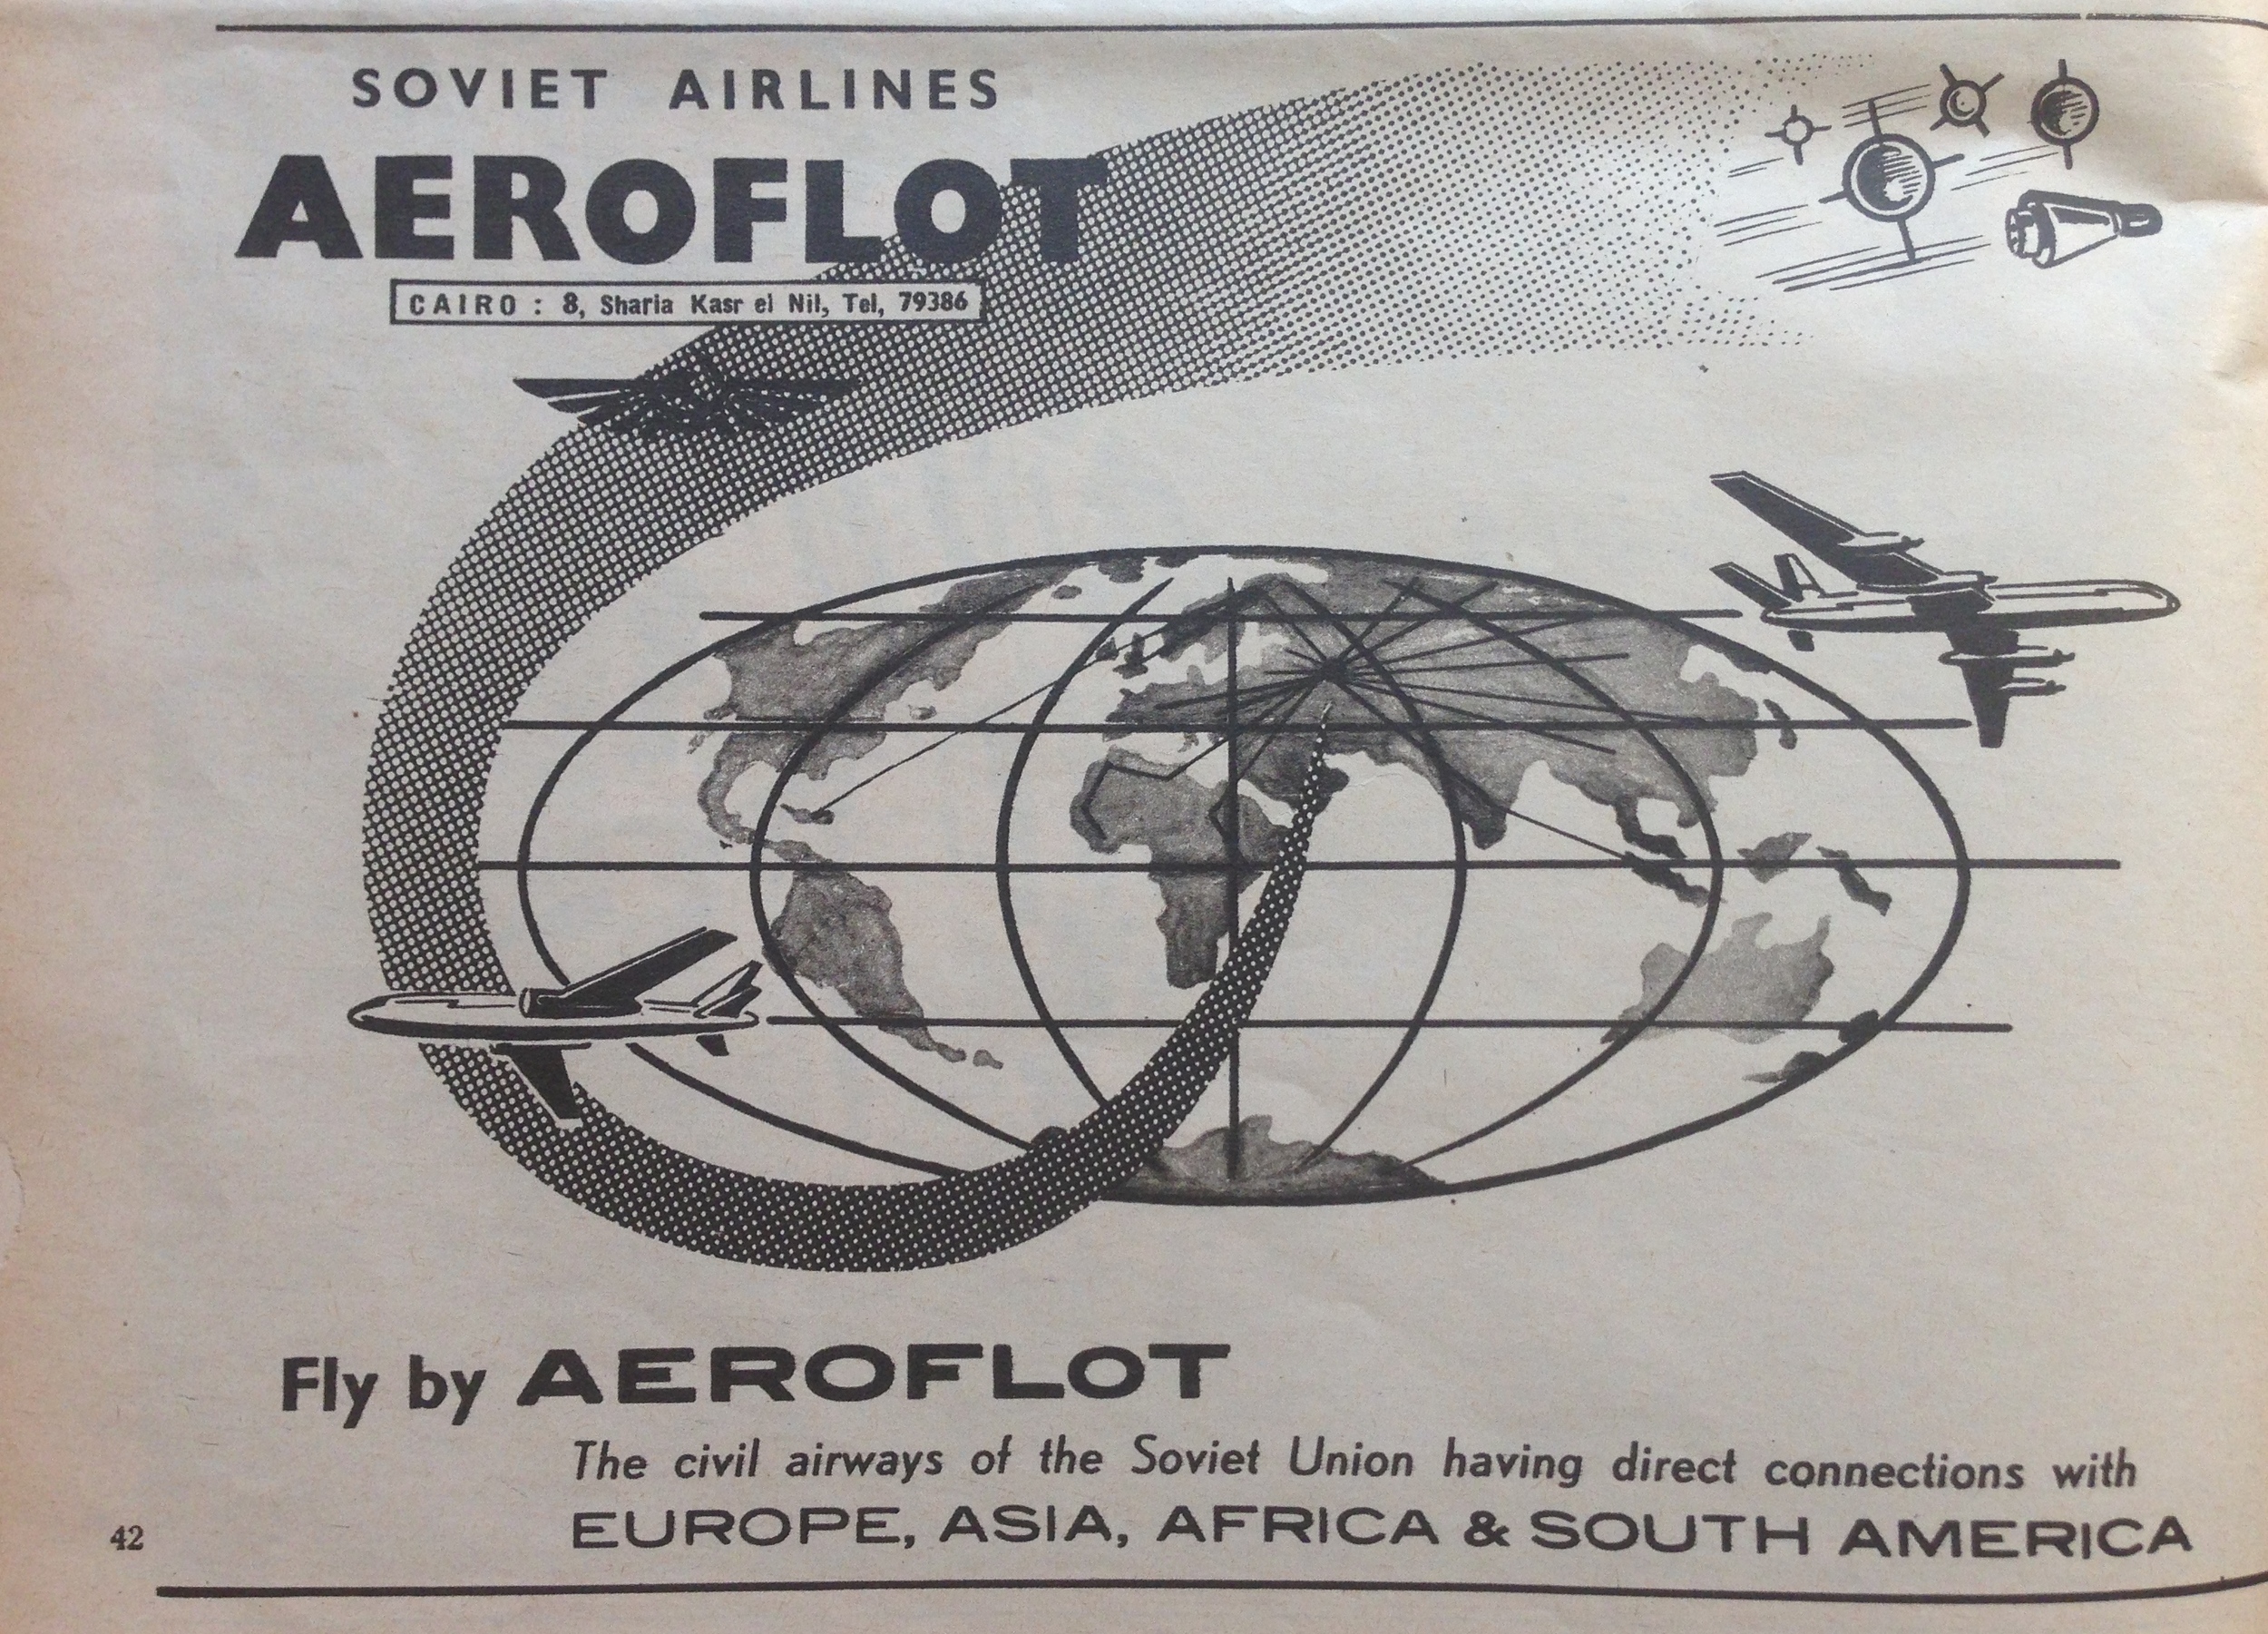 SOVIET AIRLINES
AEROFLOT
CAIRO : 8, Sharia Kasr el Nil, Tel, 79386
Fly by AEROFLOT
The civil airways of the Soviet Union having direct connections with
EUROPE, ASIA, AFRICA & SOUTH AMERICA
42